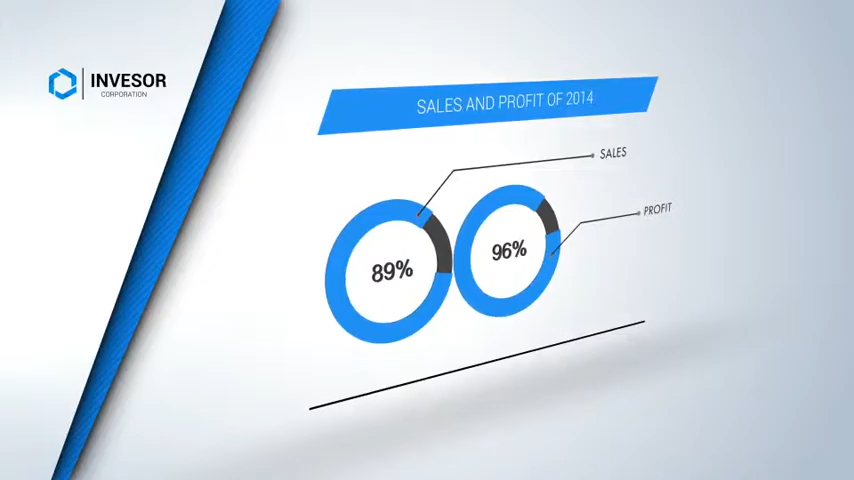 INVESOR
CORPORATION
SALES AND PROFIT OF 2014
SALES
PROFIT
89%
96%